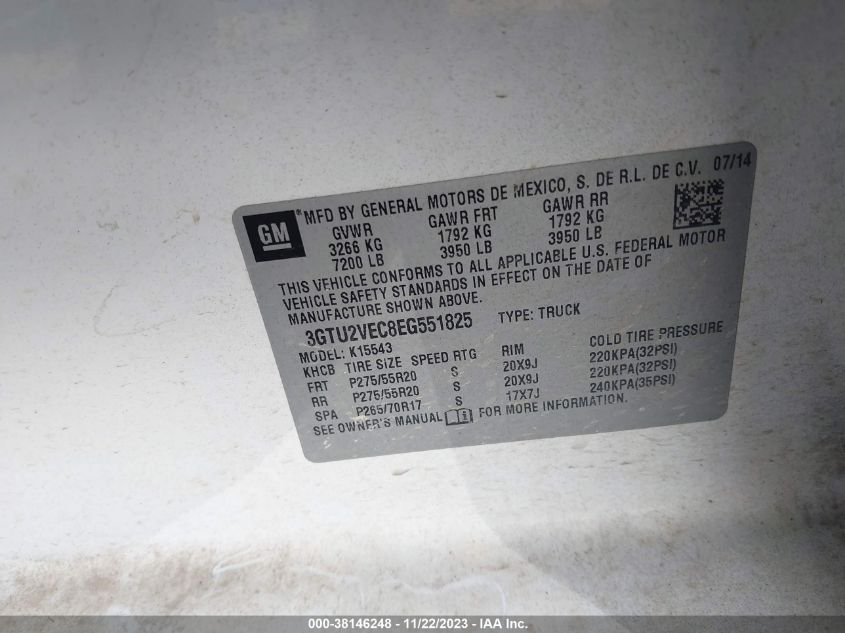 GM *MFD BY GENERAL MOTORS DE MEXICO, S. DE R.L. DE C.V. 07/14
GVWR GAWR FRT GAWR RR
3266 KG 1792 KG 1792 KG
7200 LB 3950 LB 3950 LB
THIS VEHICLE CONFORMS TO ALL APPLICABLE U.S. FEDERAL MOTOR
VEHICLE SAFETY STANDARDS IN EFFECT ON THE DATE OF
MANUFACTURE SHOWN ABOVE.
3GTU2VEC8EG551825 TYPE: TRUCK
MODEL: K15543
KHCB TIRE SIZE SPEED RTG RIM COLD TIRE PRESSURE
FRT P275/55R20 S 20X9J 220KPA(32PSI)
RR P275/55R20 S 20X9J 220KPA(32PSI)
SPA P265/70R17 S 17X7J 240KPA(35PSI)
SEE OWNER'S MANUAL FOR MORE INFORMATION.
000-38146248 - 11/22/2023 - IAA Inc.